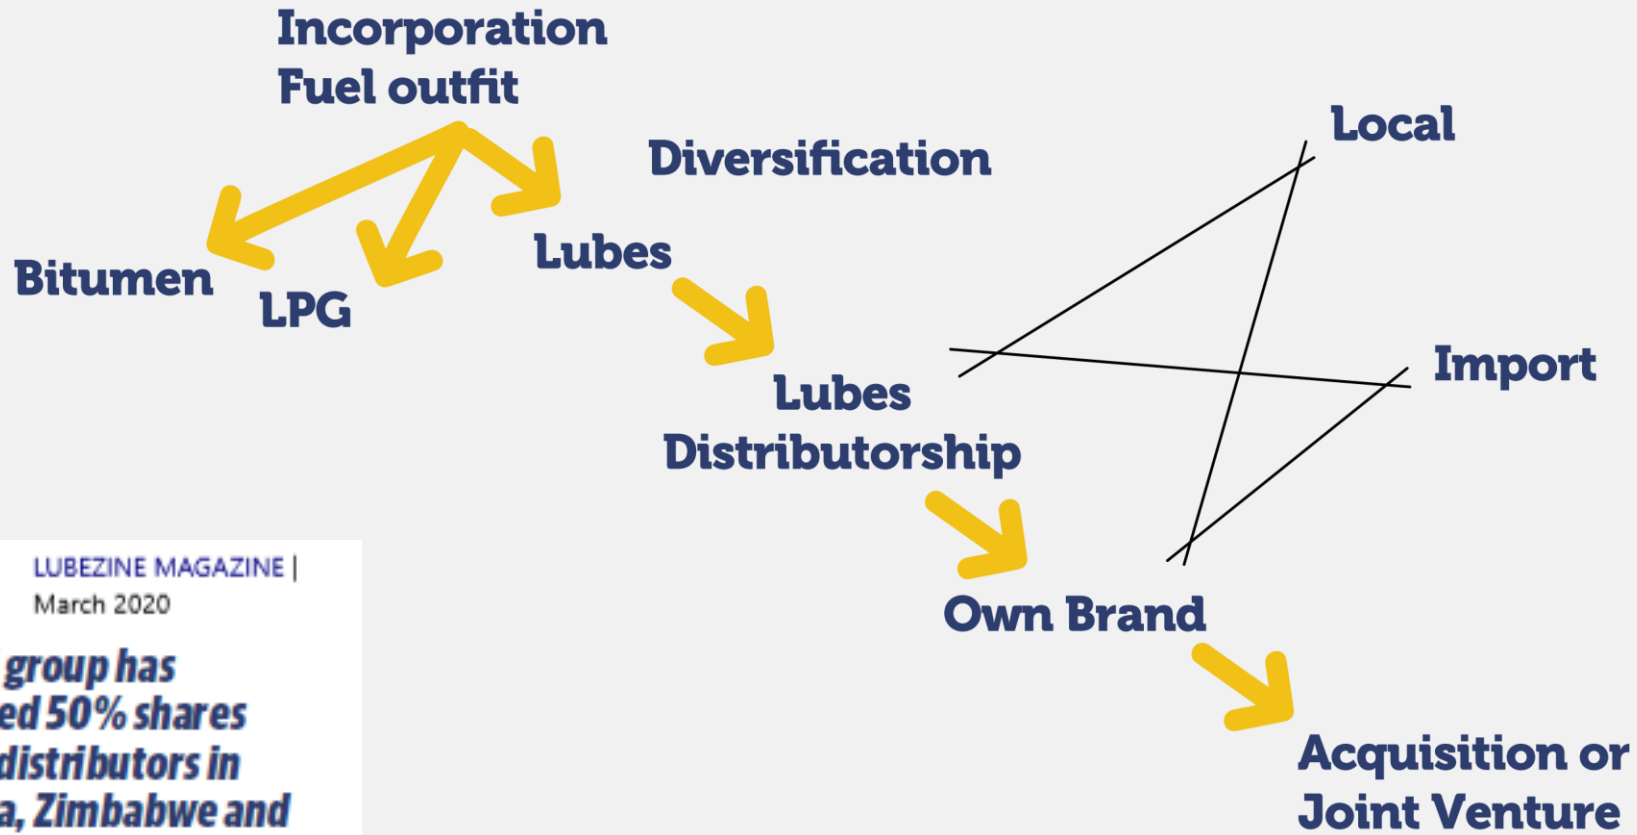 Incorporation
Fuel outfit
Local
Diversification
Lubes
Bitumen
LPG
Import
Lubes
Distributorship
LUBEZINE MAGAZINE |
March 2020
Own Brand
group has
ed 50% shares
distributors in
a, Zimbabwe and
Acquisition or
Joint Venture